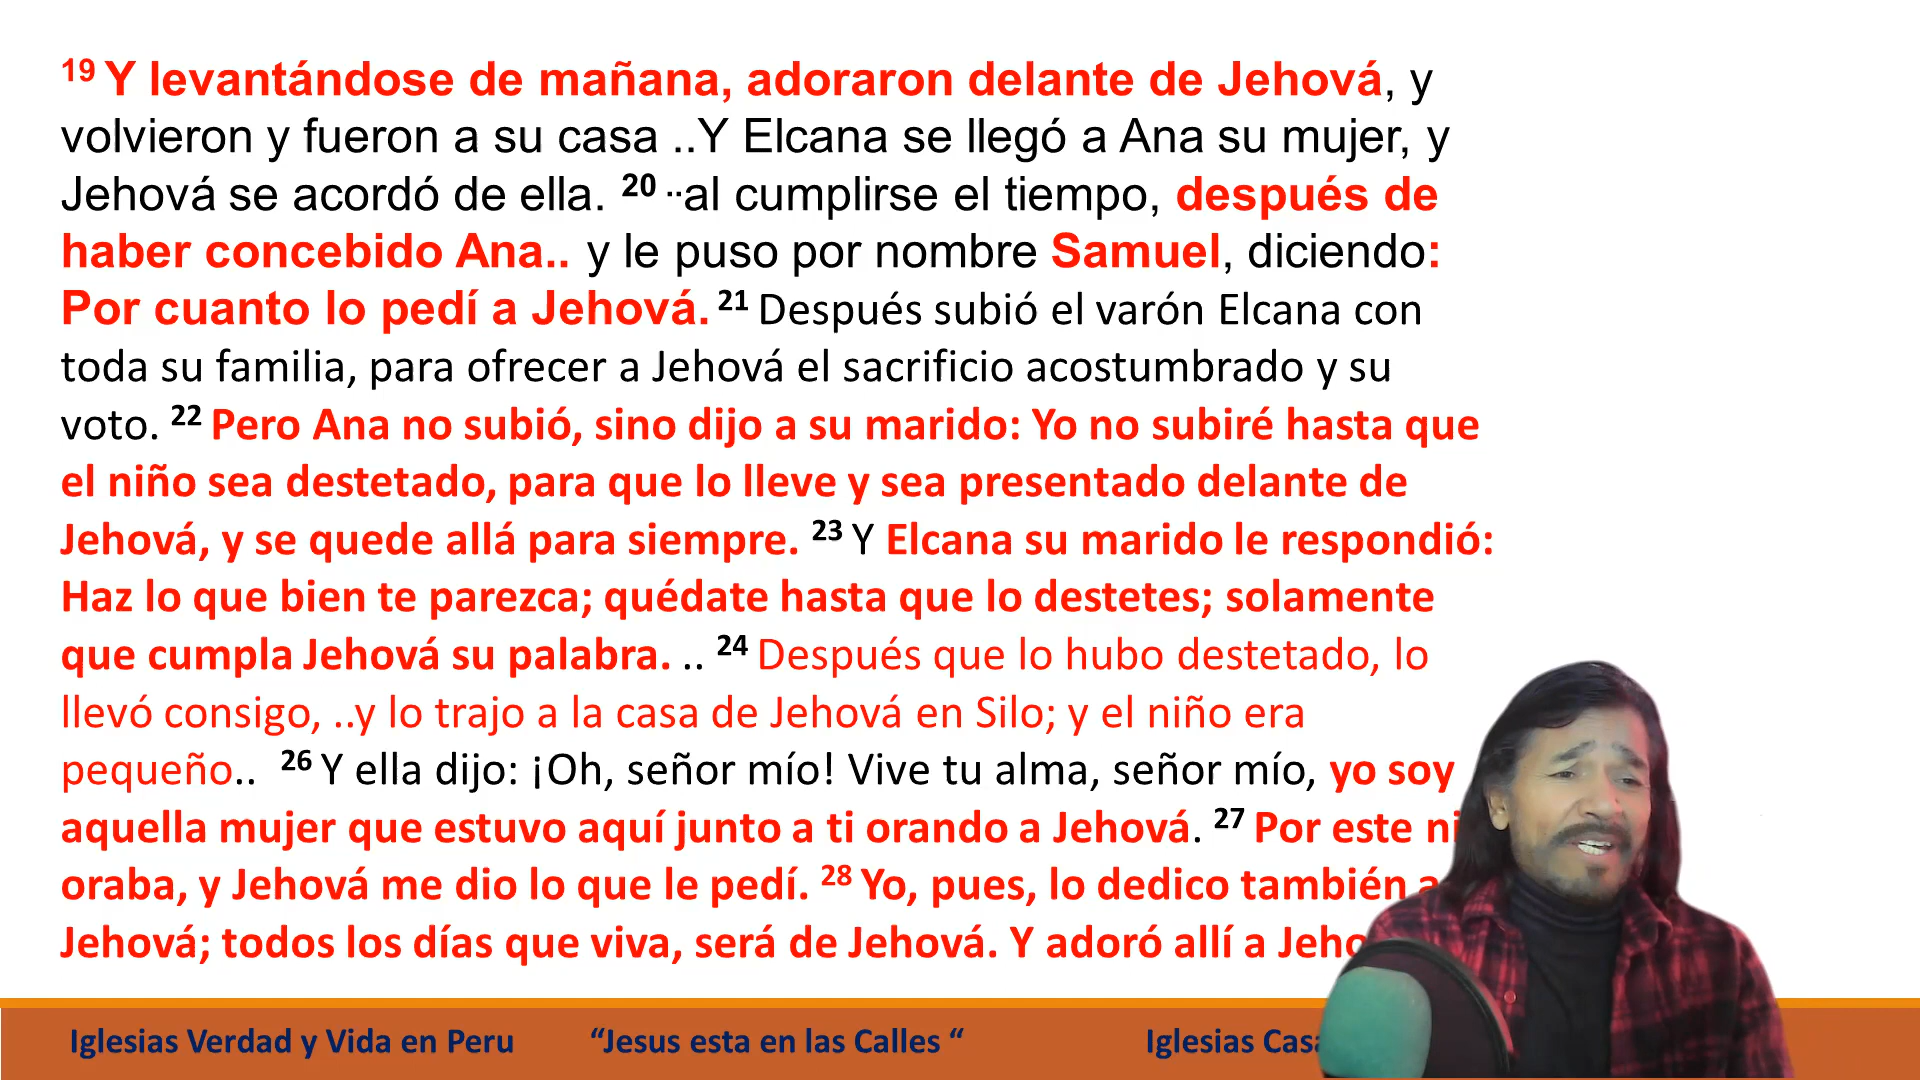 19 Y levantándose de mañana, adoraron delante de Jehová, y
volvieron y fueron a su casa ..Y Elcana se llegó a Ana su mujer, y
Jehová se acordó de ella. 20 ..al cumplirse el tiempo, después de
haber concebido Ana.. y le puso por nombre Samuel, diciendo:
Por cuanto lo pedí a Jehová. 21 Después subió el varón Elcana con
toda su familia, para ofrecer a Jehová el sacrificio acostumbrado y su
voto. 22 Pero Ana no subió, sino dijo a su marido: Yo no subiré hasta que
el niño sea destetado, para que lo lleve y sea presentado delante de
Jehová, y se quede allá para siempre. 23 Y Elcana su marido le respondió:
Haz lo que bien te parezca; quédate hasta que lo destetes; solamente
que cumpla Jehová su palabra. .. 24 Después que lo hubo destetado, lo
llevó consigo, ..y lo trajo a la casa de Jehová en Silo; y el niño era
pequeño.. 26 Y ella dijo: ¡Oh, señor mío! Vive tu alma, señor mío, yo soy
aquella mujer que estuvo aquí junto a ti orando a Jehová. 27 Por este
oraba, y Jehová me dio lo que le pedí. 28 Yo, pues, lo dedico también a
Jehová; todos los días que viva, será de Jehová. Y adoró allí a
Iglesias Verdad y Vida en Peru “Jesus esta en las Calles “ Iglesias